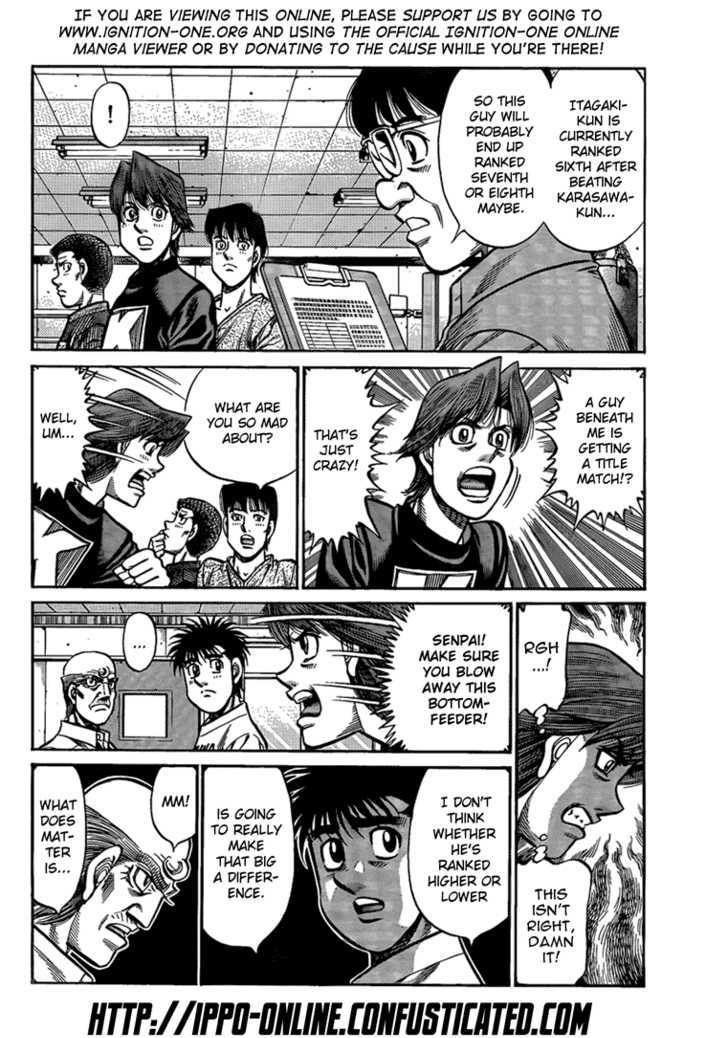 IF YOU ARE VIEWING THIS ONLINE, PLEASE SUPPORT US BY GOING TO
WWW.IGNITION-ONE.ORG AND USING THE OFFICIAL IGNITION-ONE ONLINE
MANGA VIEWER OR BY DONATING TO THE CAUSE WHILE YOU'RE THERE!
ITAGAKI-
KUN IS
CURRENTLY
RANKED
SIXTH AFTER
BEATING
KARASAWA-
KUN...
SO THIS
GUY WILL
PROBABLY
END UP
RANKED
SEVENTH
OR EIGHTH
MAYBE.
!
A GUY
BENEATH
ME IS
GETTING
A TITLE
MATCH!?
THAT'S
JUST
CRAZY!
WHAT ARE
YOU SO MAD
ABOUT?
WELL,
UM...
RGH
...!
THIS
ISN'T
RIGHT,
DAMN
IT!
SENPAI!
MAKE SURE
YOU BLOW
AWAY THIS
BOTTOM-
FEEDER!
...
I DON'T
THINK
WHETHER
HE'S
RANKED
HIGHER OR
LOWER
IS GOING
TO REALLY
MAKE
THAT BIG
A DIFFER-
ENCE.
MM!
WHAT
DOES
MAT-
TER
IS...
HTTP://IPPO-ONLINE.CONFUSTICATED.COM